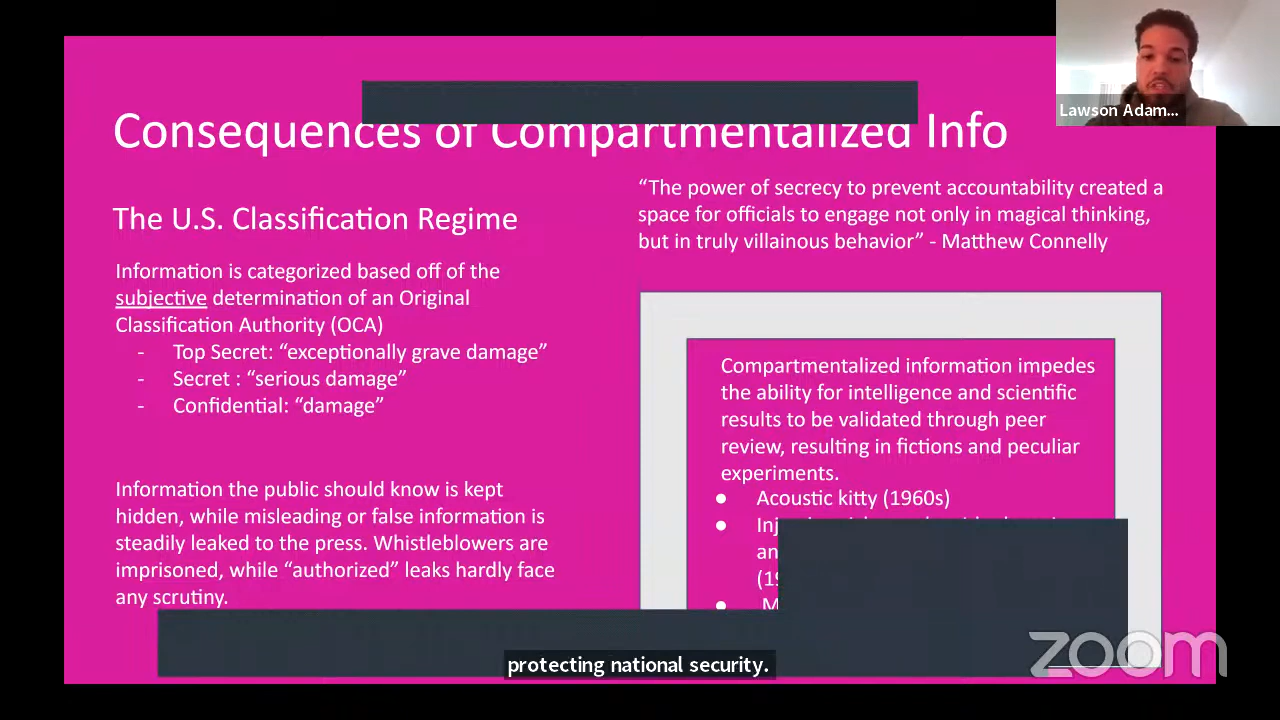 Consequences of Compartmentalized Info
The U.S. Classification Regime
Information is categorized based off of the
subjective determination of an Original
Classification Authority (OCA)
- Top Secret: “exceptionally grave damage”
- Secret : “serious damage”
- Confidential: “damage”
Information the public should know is kept
hidden, while misleading or false information is
steadily leaked to the press. Whistleblowers are
imprisoned, while “authorized” leaks hardly face
any scrutiny.
“The power of secrecy to prevent accountability created a
space for officials to engage not only in magical thinking,
but in truly villainous behavior” - Matthew Connelly
Compartmentalized information impedes
the ability for intelligence and scientific
results to be validated through peer
review, resulting in fictions and peculiar
experiments.
● Acoustic kitty (1960s)
Lawson Adam...
protecting national security.
zoom